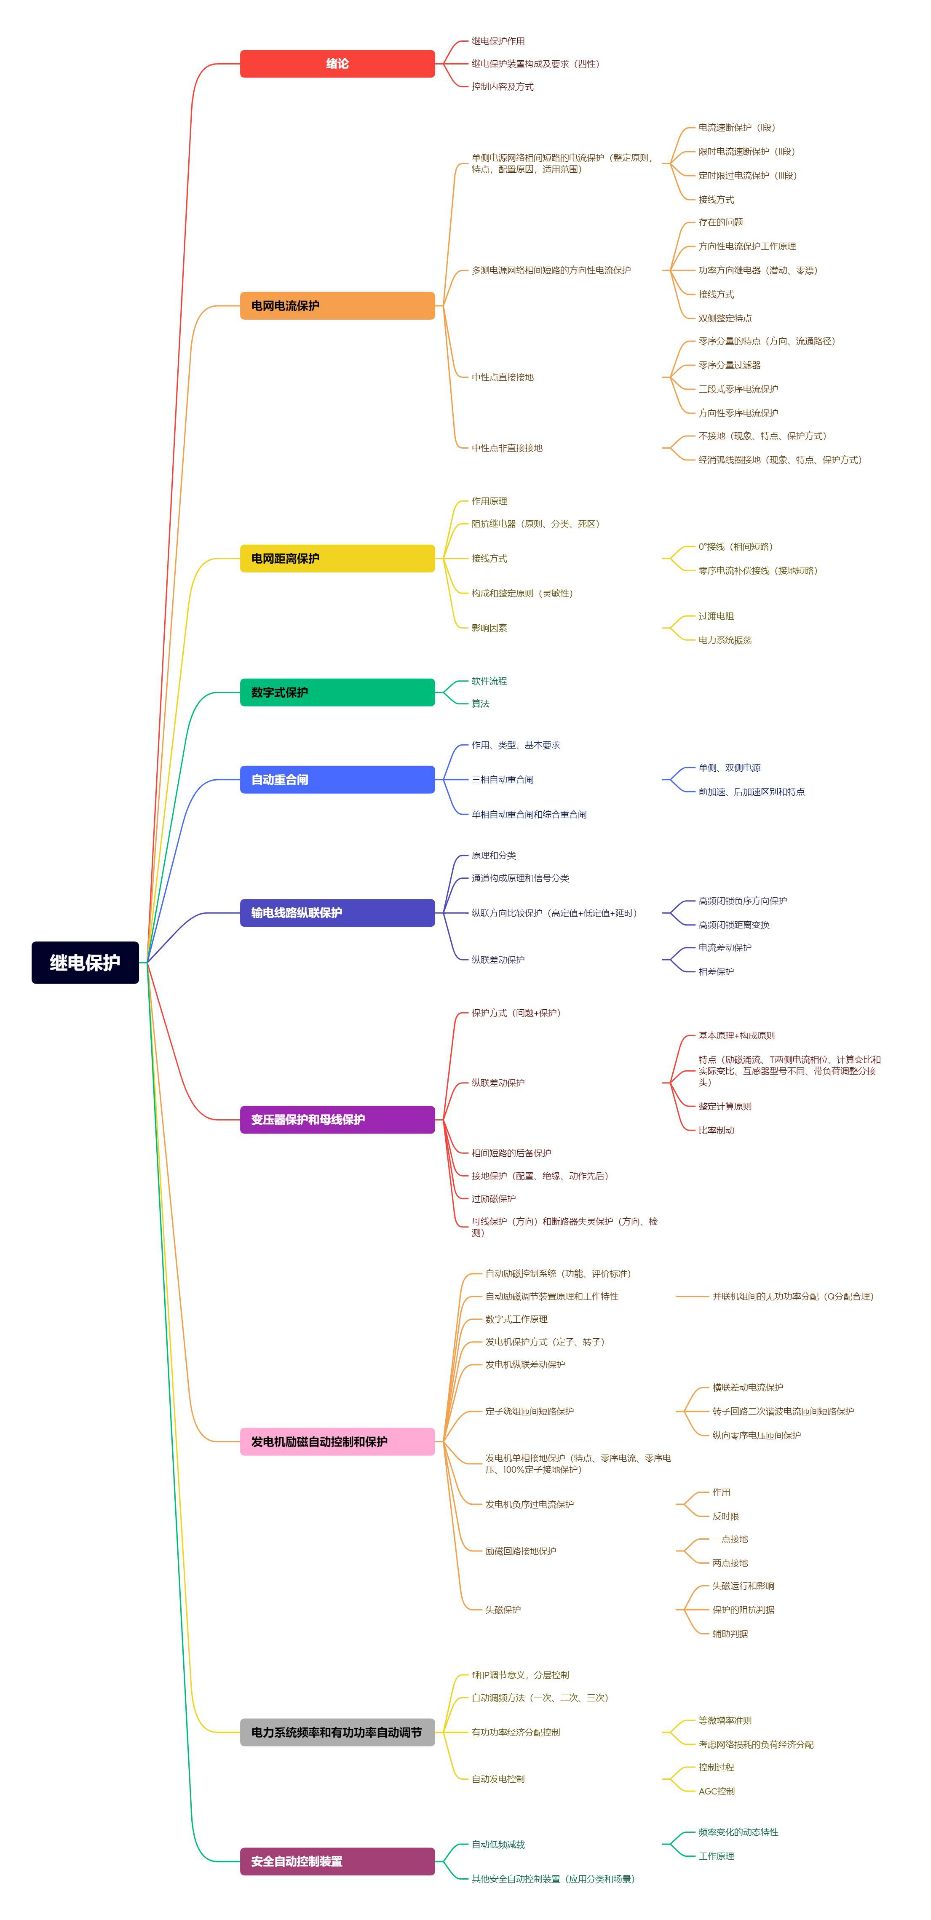 继电保护
绪论
继电保护作用
继电保护装置构成及要求（四性）
控制内容及方式
电网电流保护
单侧电源网络相间短路的电流保护（整定原则，
特点，配置原因，适用范围）
电流速断保护（I段）
限时电流速断保护（II段）
定时限过电流保护（III段）
接线方式
多测电源网络相间短路的方向性电流保护
存在的问题
方向性电流保护工作原理
功率方向继电器（潜动、零漂）
接线方式
双侧整定特点
中性点直接接地
零序分量的特点（方向、流通路径）
零序分量过滤器
三段式零序电流保护
方向性零序电流保护
中性点非直接接地
不接地（现象、特点、保护方式）
经消弧线圈接地（现象、特点、保护方式）
电网距离保护
作用原理
阻抗继电器（原则、分类、死区）
接线方式
0°接线（相间短路）
零序电流补偿接线（接地短路）
构成和整定原则（灵敏性）
影响因素
过渡电阻
电力系统振荡
数字式保护
软件流程
算法
自动重合闸
作用、类型、基本要求
三相自动重合闸
单侧、双侧电源
前加速、后加速区别和特点
单相自动重合闸和综合重合闸
输电线路纵联保护
原理和分类
通道构成原理和信号分类
纵联方向比较保护（高定值+低定值+延时）
高频闭锁负序方向保护
高频闭锁距离变换
纵联差动保护
电流差动保护
相差保护
变压器保护和母线保护
保护方式（问题+保护）
纵联差动保护
基本原理+构成原则
特点（励磁涌流、T两侧电流相位、计算变比和
实际变比、互感器型号不同、带负荷调整分接
头）
整定计算原则
比率制动
相间短路的后备保护
接地保护（配置、绝缘、动作先后）
过励磁保护
母线保护（方向）和断路器失灵保护（方向、检
测）
发电机励磁自动控制和保护
自动励磁控制系统（功能、评价标准）
自动励磁调节装置原理和工作特性
并联机组间的无功功率分配（Q分配合理）
数字式工作原理
发电机保护方式（定子、转子）
发电机纵联差动保护
定子绕组匝间短路保护
横联差动电流保护
转子回路二次谐波电流匝间短路保护
纵向零序电压匝间保护
发电机单相接地保护（特点、零序电流、零序电
压、100%定子接地保护）
发电机负序过电流保护
作用
反时限
励磁回路接地保护
一点接地
两点接地
失磁保护
失磁运行和影响
保护的阻抗判据
辅助判据
电力系统频率和有功功率自动调节
f和P调节意义，分层控制
自动调频方法（一次、二次、三次）
有功功率经济分配控制
等微增率准则
考虑网络损耗的负荷经济分配
自动发电控制
控制过程
AGC控制
安全自动控制装置
自动低频减载
频率变化的动态特性
工作原理
其他安全自动控制装置（应用分类和场景）